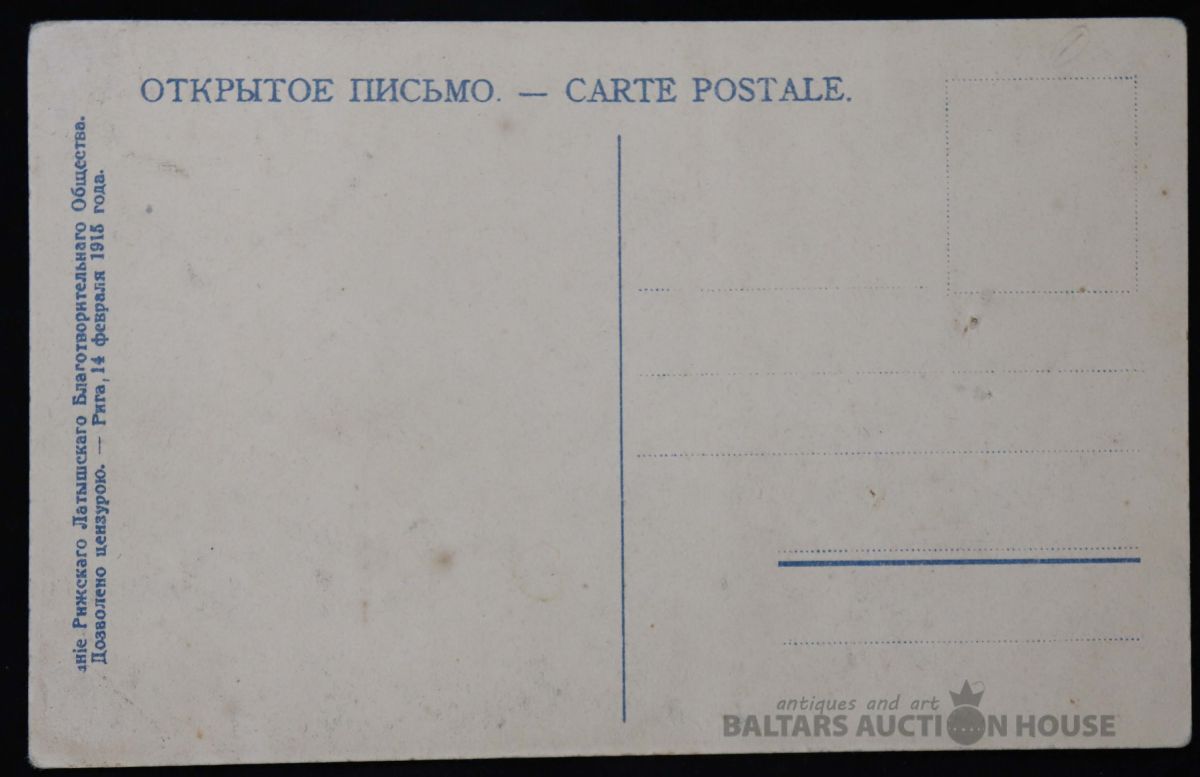 ОТКРЫТОЕ ПИСЬМО. — CARTE POSTALE.
аніе Рижскаго Латышскаго Благотворительнаго Общества.
Дозволено цензурою. — Рига, 14 февраля 1915 года.
antiques and art
BALTARS AUCTION HOUSE